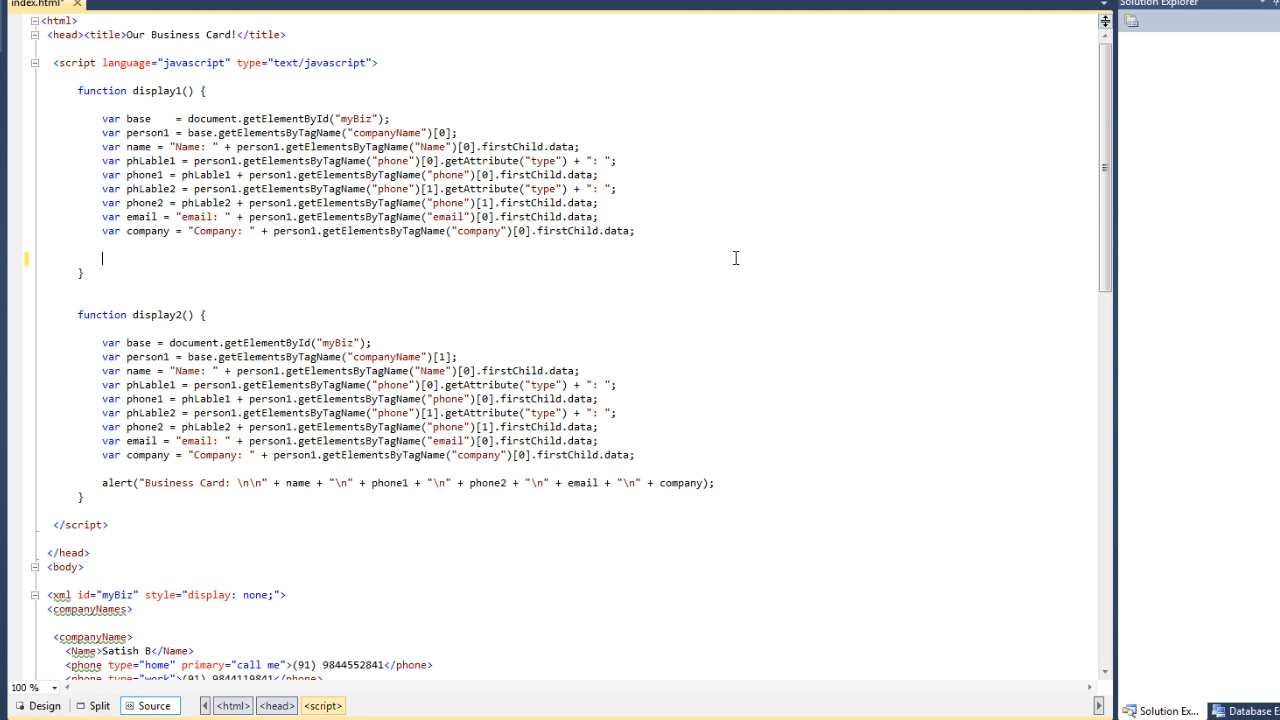 index.html*
Solution Explorer
<html>
<head><title>Our Business Card!</title>
<script language="javascript" type="text/javascript">
function display1() {
var base    = document.getElementById("myBiz");
var person1 = base.getElementsByTagName("companyName")[0];
var name = "Name: " + person1.getElementsByTagName("Name")[0].firstChild.data;
var phLable1 = person1.getElementsByTagName("phone")[0].getAttribute("type") + ": ";
var phone1 = phLable1 + person1.getElementsByTagName("phone")[0].firstChild.data;
var phLable2 = person1.getElementsByTagName("phone")[1].getAttribute("type") + ": ";
var phone2 = phLable2 + person1.getElementsByTagName("phone")[1].firstChild.data;
var email = "email: " + person1.getElementsByTagName("email")[0].firstChild.data;
var company = "Company: " + person1.getElementsByTagName("company")[0].firstChild.data;
}
function display2() {
var base = document.getElementById("myBiz");
var person1 = base.getElementsByTagName("companyName")[1];
var name = "Name: " + person1.getElementsByTagName("Name")[0].firstChild.data;
var phLable1 = person1.getElementsByTagName("phone")[0].getAttribute("type") + ": ";
var phone1 = phLable1 + person1.getElementsByTagName("phone")[0].firstChild.data;
var phLable2 = person1.getElementsByTagName("phone")[1].getAttribute("type") + ": ";
var phone2 = phLable2 + person1.getElementsByTagName("phone")[1].firstChild.data;
var email = "email: " + person1.getElementsByTagName("email")[0].firstChild.data;
var company = "Company: " + person1.getElementsByTagName("company")[0].firstChild.data;
alert("Business Card: \n\n" + name + "\n" + phone1 + "\n" + phone2 + "\n" + email + "\n" + company);
}
</script>
</head>
<body>
<xml id="myBiz" style="display: none;">
<companyNames>
<companyName>
<Name>Satish B</Name>
<phone type="home" primary="call me">(91) 9844552841</phone>
<phone type="work">(91) 9844119841</phone>
100 %
Design Split Source <html> <head> <script>
Solution Ex... Database E